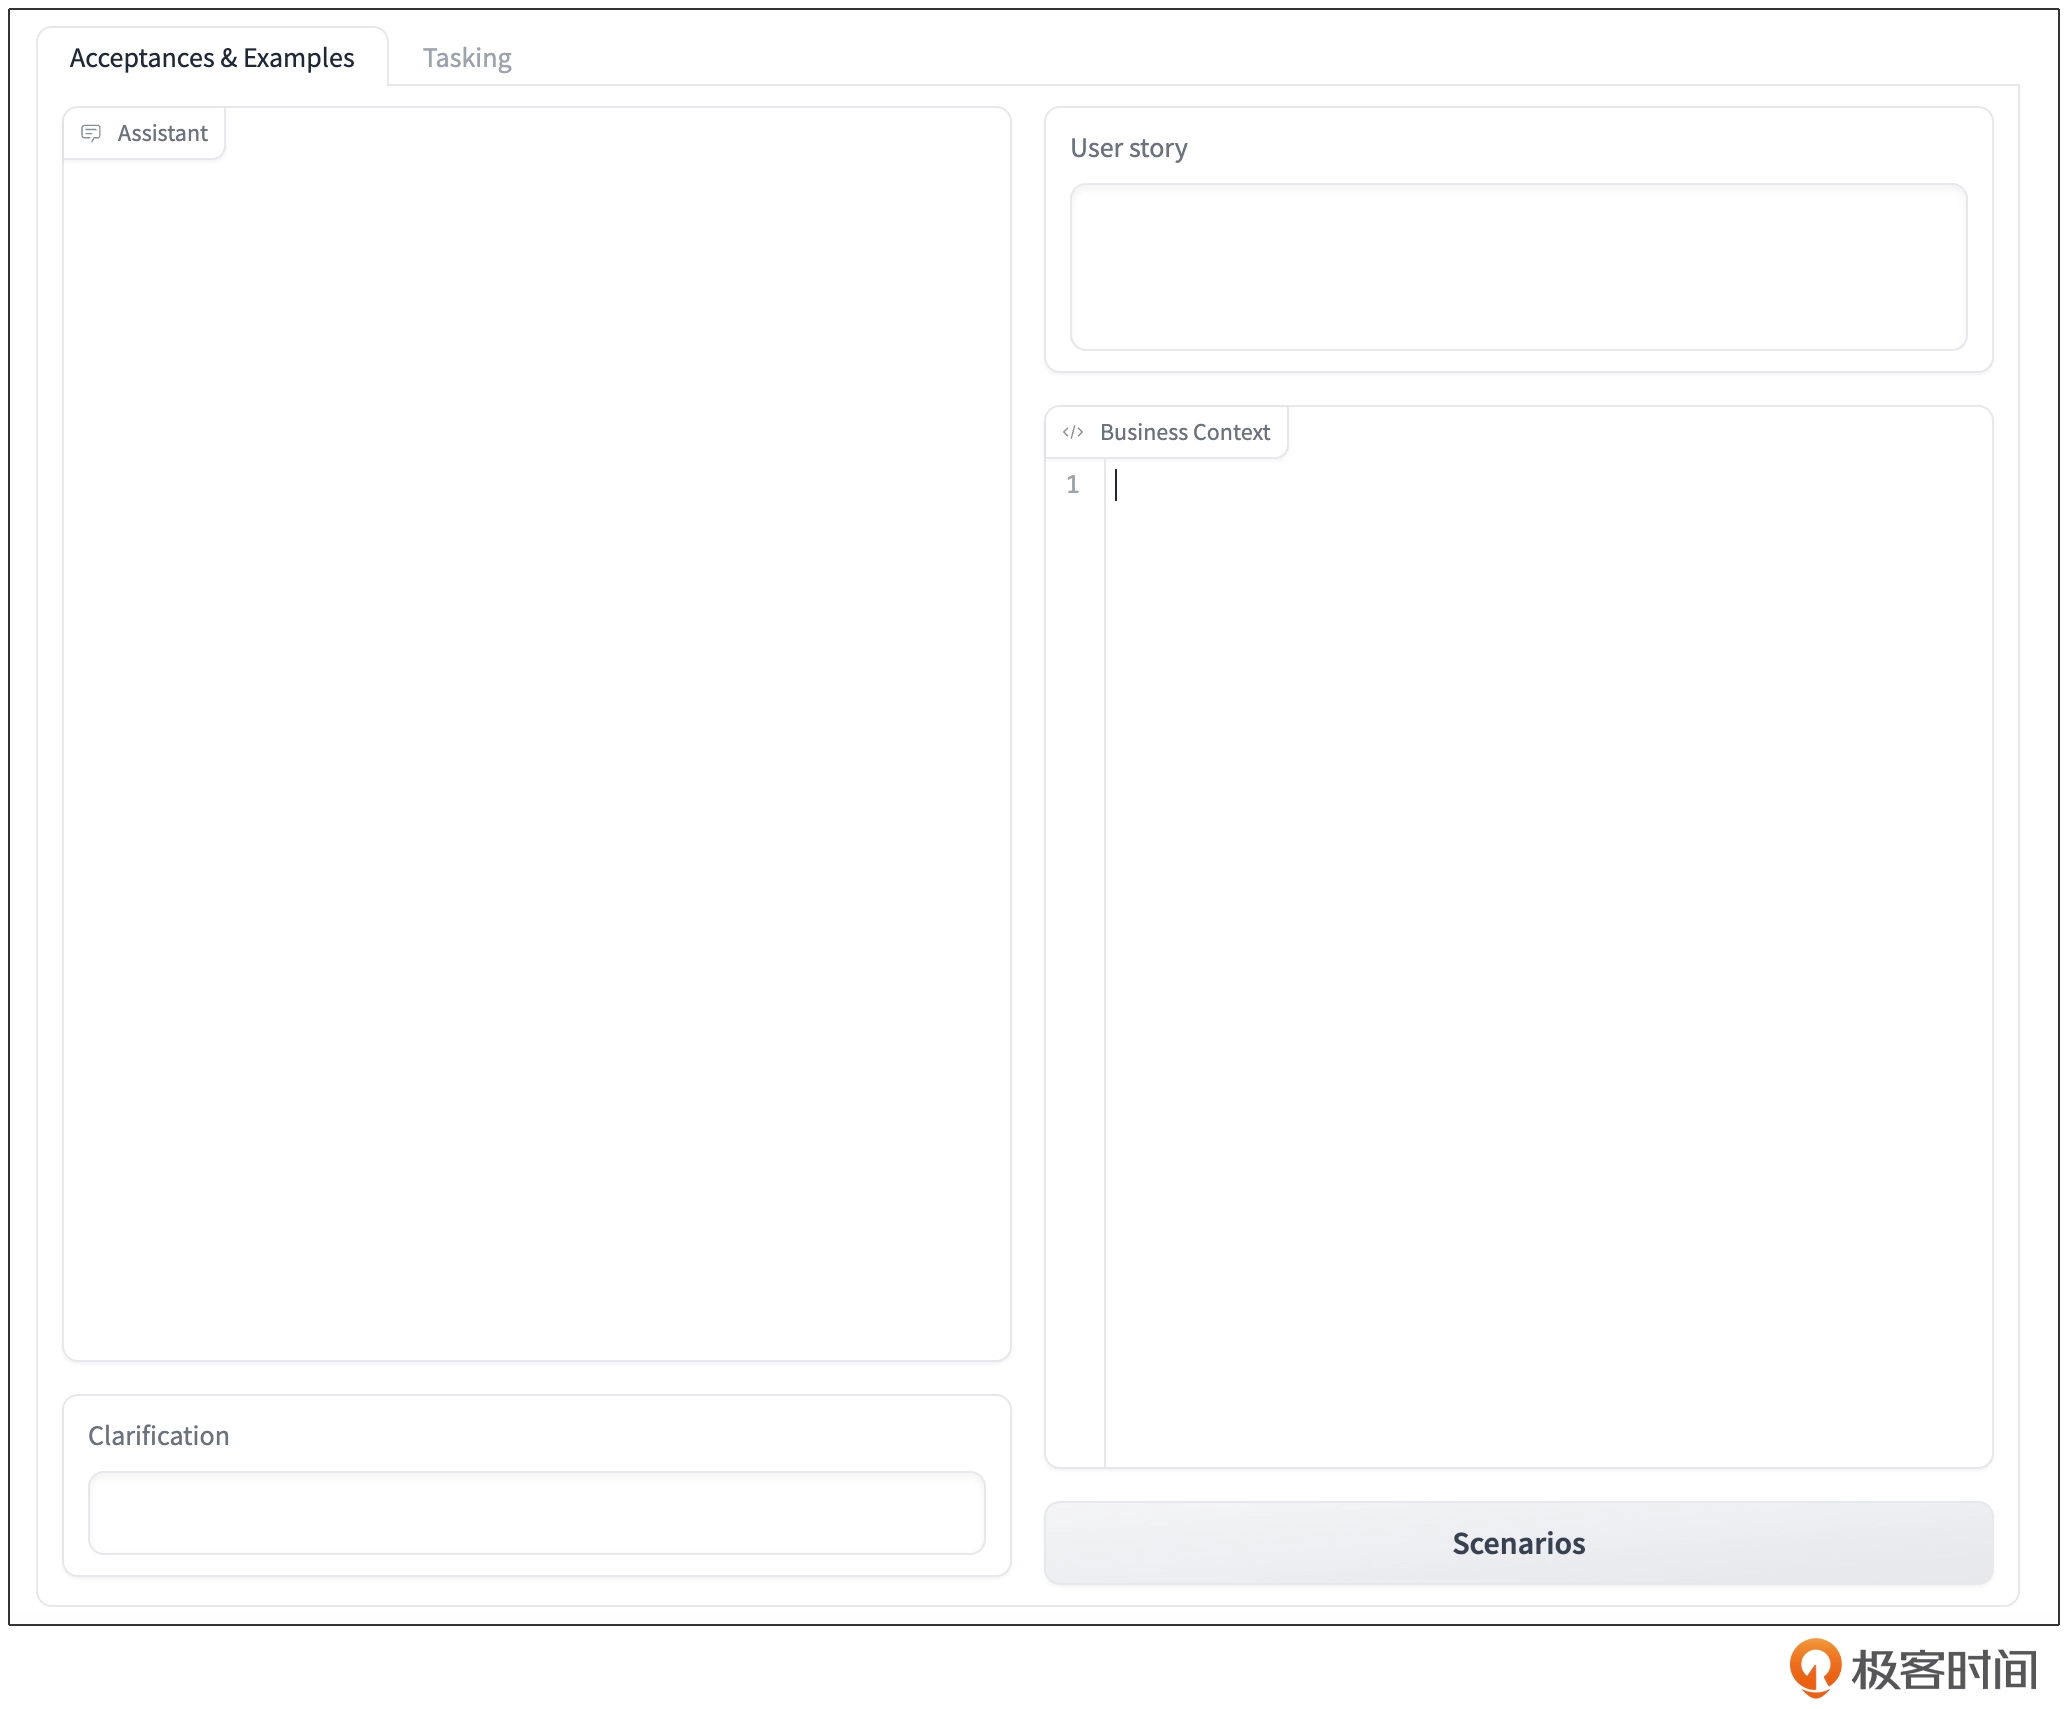 Acceptances & Examples
Tasking
Assistant
User story
</> Business Context
1
Clarification
Scenarios
极客时间